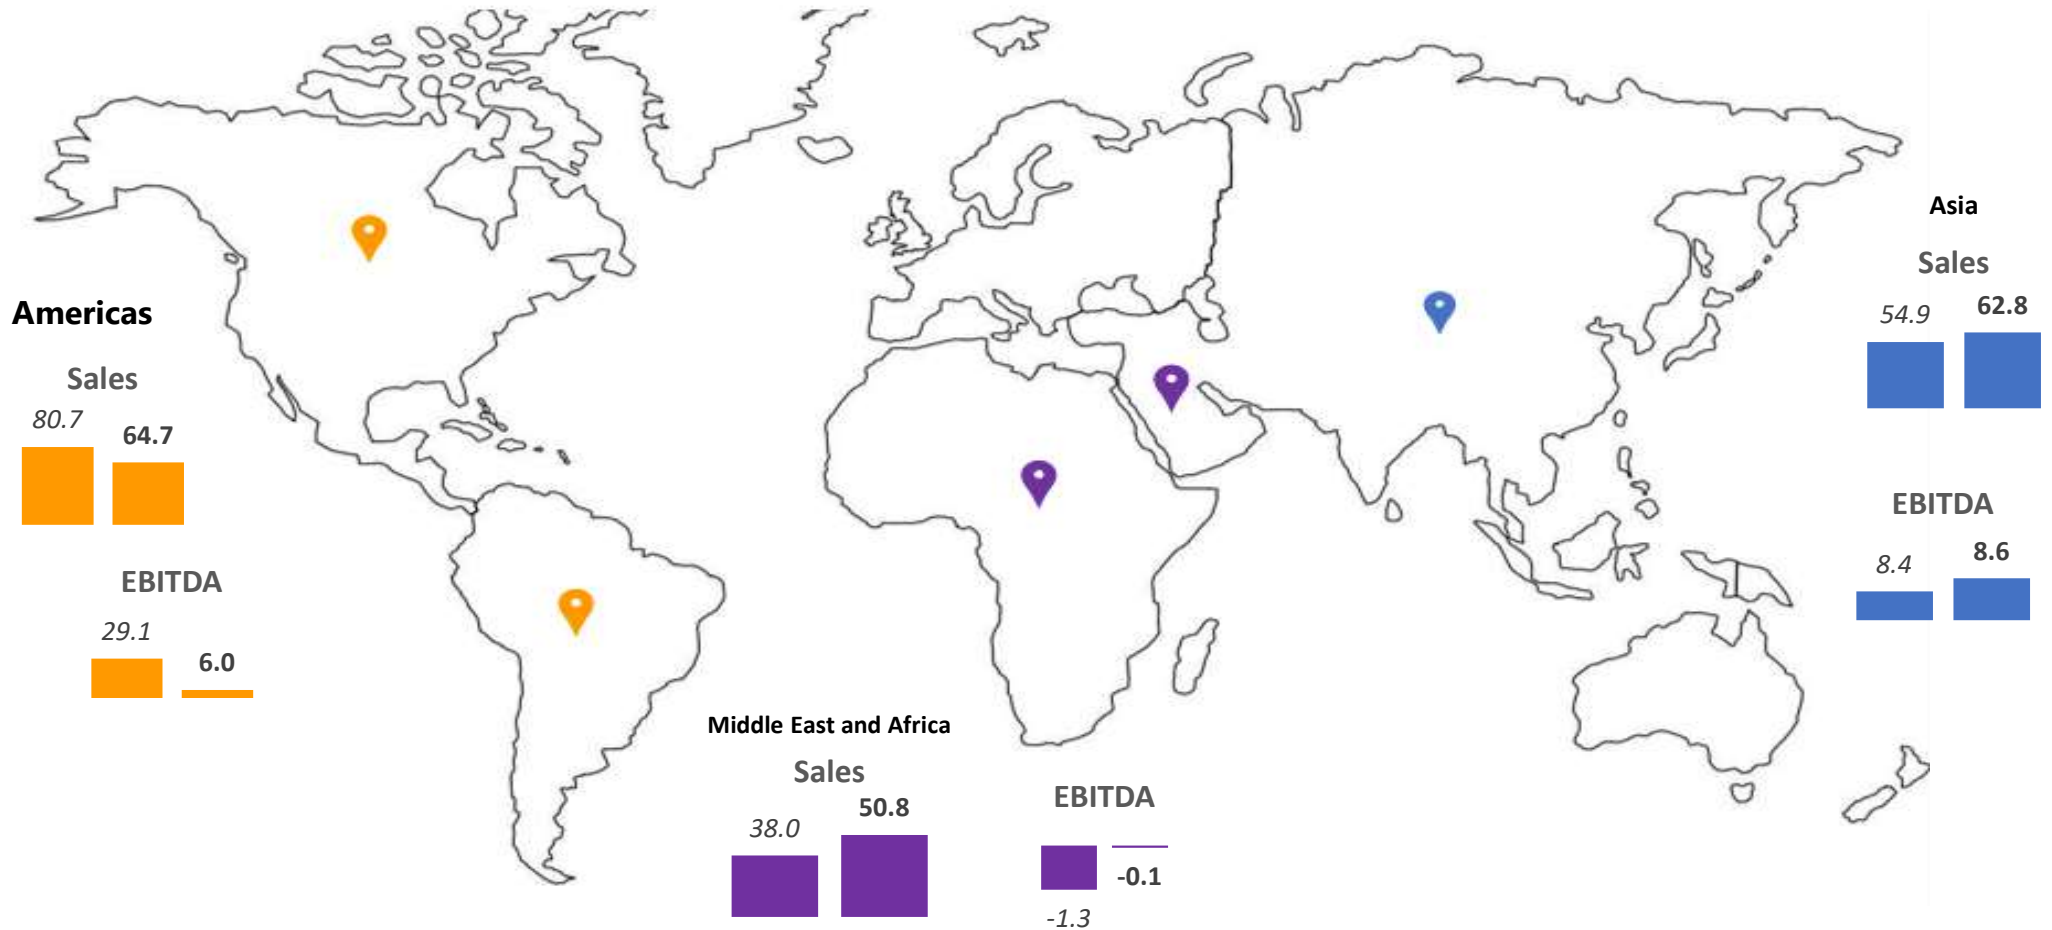 Americas
Sales
80.7 64.7
EBITDA
29.1 6.0
Middle East and Africa
Sales
38.0 50.8
EBITDA
-0.1
-1.3
Asia
Sales
54.9 62.8
EBITDA
8.4 8.6